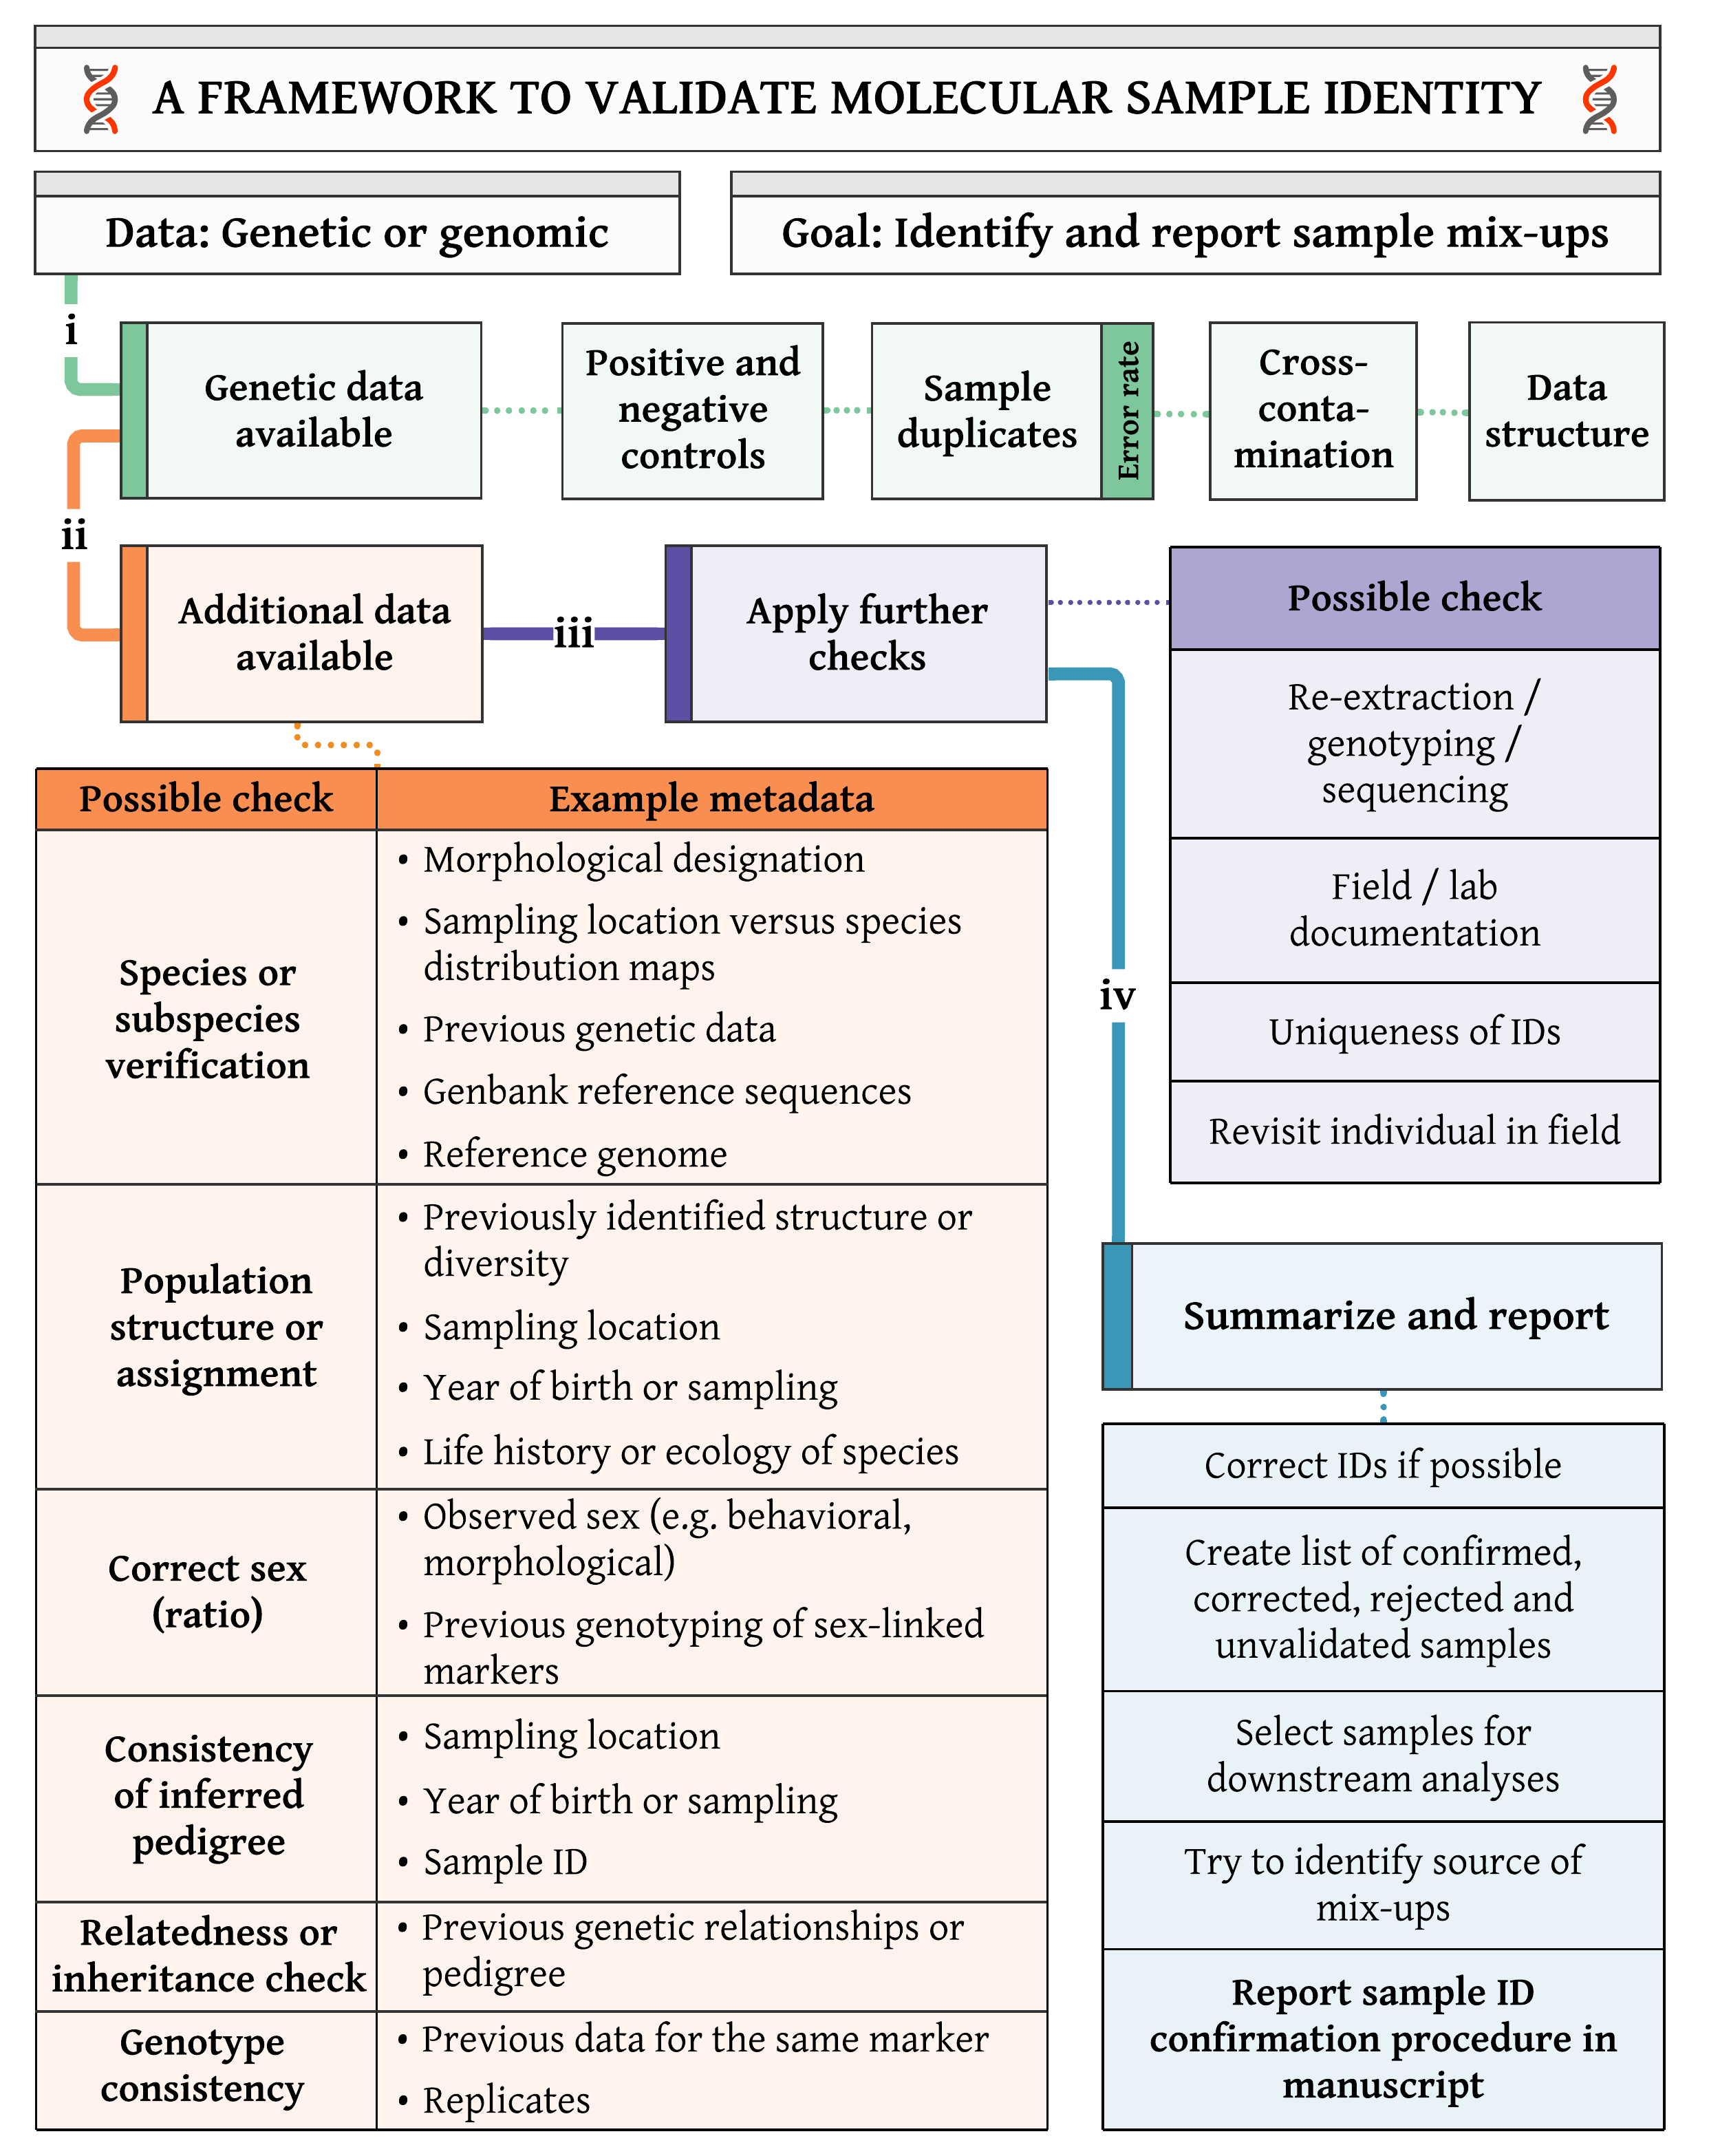 A FRAMEWORK TO VALIDATE MOLECULAR SAMPLE IDENTITY
Data: Genetic or genomic
Goal: Identify and report sample mix-ups
i
Genetic data
available
Positive and
negative
controls
Sample
duplicates
Error rate
Cross-
conta-
mination
Data
structure
ii
Additional data
available
iii
Apply further
checks
Possible check
Re-extraction /
genotyping /
sequencing
Field / lab
documentation
Uniqueness of IDs
Revisit individual in field
Possible check
Example metadata
Species or
subspecies
verification
• Morphological designation
• Sampling location versus species
distribution maps
• Previous genetic data
• Genbank reference sequences
• Reference genome
Population
structure or
assignment
• Previously identified structure or
diversity
• Sampling location
• Year of birth or sampling
• Life history or ecology of species
Correct sex
(ratio)
• Observed sex (e.g. behavioral,
morphological)
• Previous genotyping of sex-linked
markers
Consistency
of inferred
pedigree
• Sampling location
• Year of birth or sampling
• Sample ID
Relatedness or
inheritance check
• Previous genetic relationships or
pedigree
Genotype
consistency
• Previous data for the same marker
• Replicates
iv
Summarize and report
Correct IDs if possible
Create list of confirmed,
corrected, rejected and
unvalidated samples
Select samples for
downstream analyses
Try to identify source of
mix-ups
Report sample ID
confirmation procedure in
manuscript